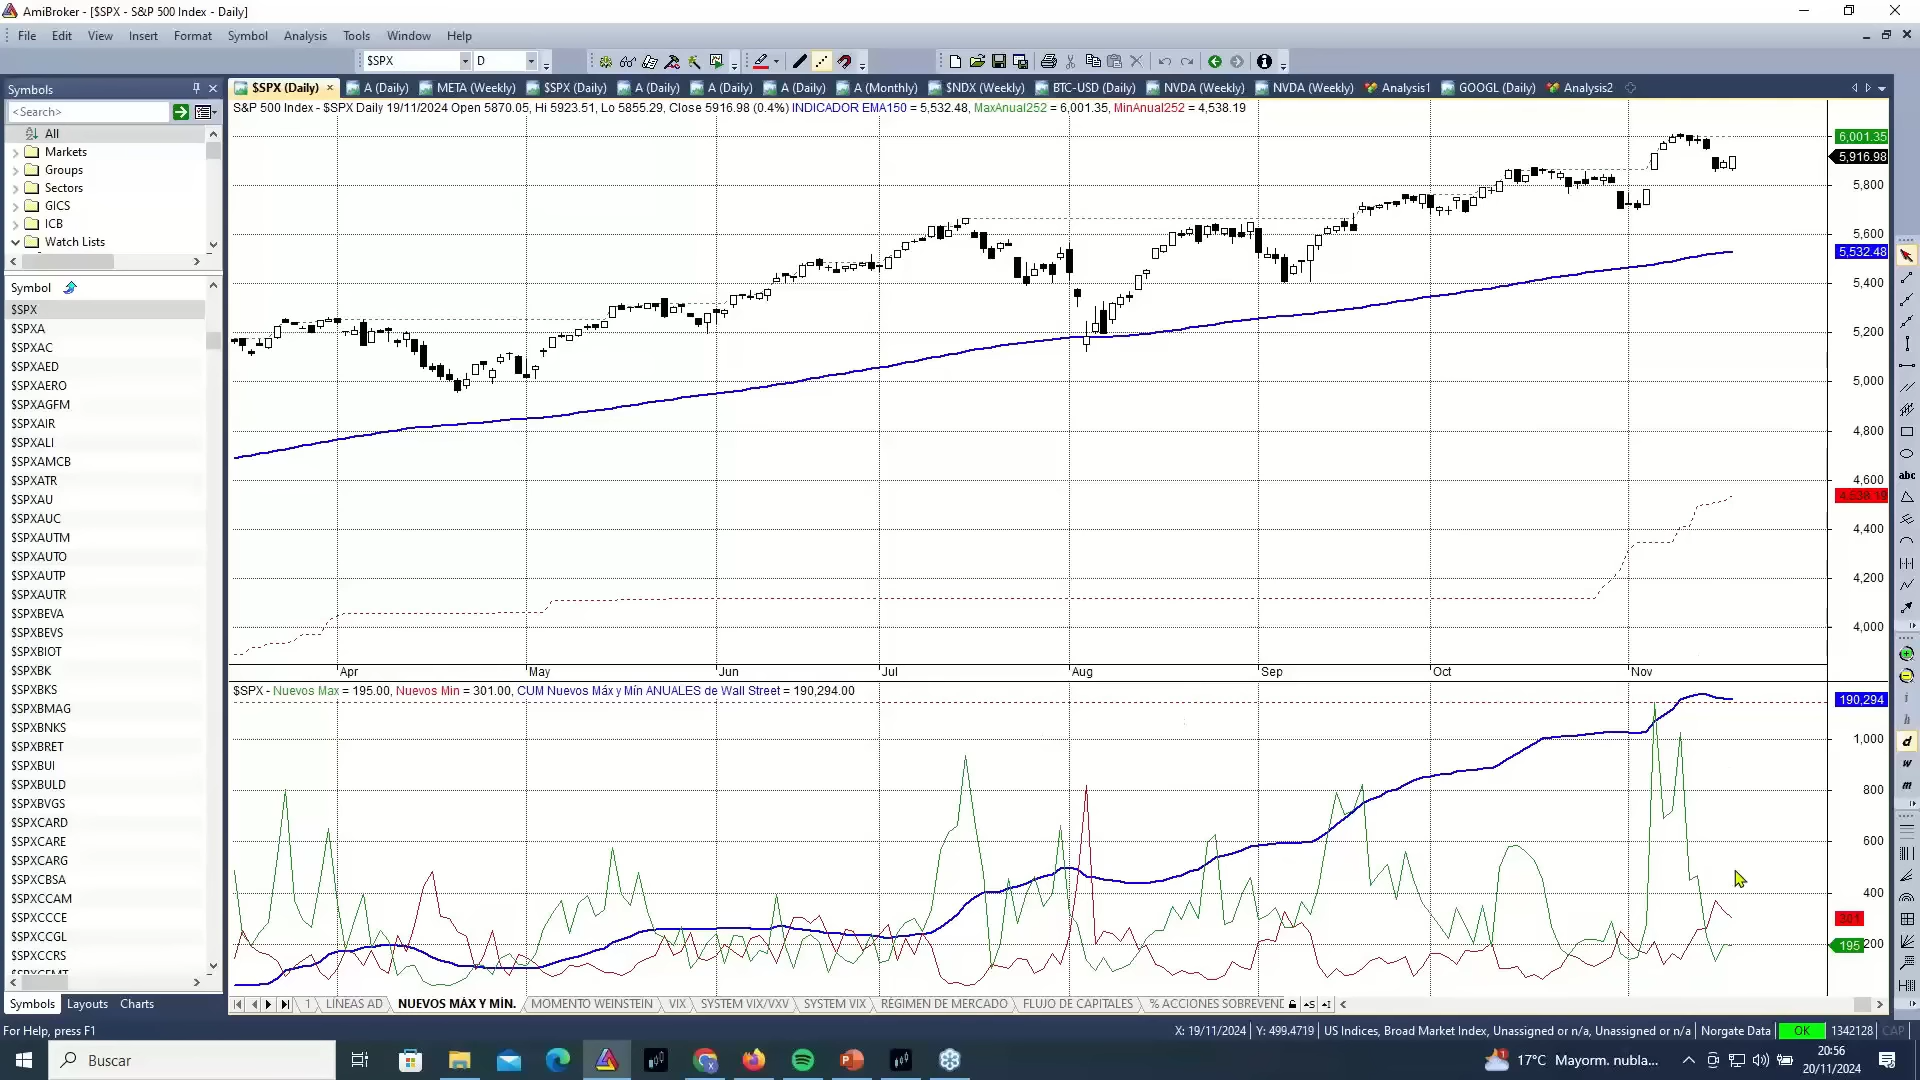 AmiBroker - [$SPX - S&P 500 Index - Daily]
File Edit View Insert Format Symbol Analysis Tools Window Help
$SPX D
Symbols
$SPX (Daily) A (Daily) META (Weekly) $SPX (Daily) A (Daily) A (Daily) A (Daily) A (Monthly) $NDX (Weekly) BTC-USD (Daily) NVDA (Weekly) NVDA (Weekly) Analysis1 GOOGL (Daily) Analysis2
<Search>
S&P 500 Index - $SPX Daily 19/11/2024 Open 5870.05, Hi 5923.51, Lo 5855.29, Close 5916.98 (0.4%) INDICADOR EMA150 = 5,532.48, MaxAnual252 = 6,001.35, MinAnual252 = 4,538.19
All
Markets
Groups
Sectors
GICS
ICB
Watch Lists
Symbol
$SPX
$SPXA
$SPXAC
$SPXAED
$SPXAERO
$SPXAGFM
$SPXAIR
$SPXALI
$SPXAMCB
$SPXATR
$SPXAU
$SPXAUC
$SPXAUTM
$SPXAUTO
$SPXAUTP
$SPXAUTR
$SPXBEVA
$SPXBEVS
$SPXBIOT
$SPXBK
$SPXBKS
$SPXBMAG
$SPXBNKS
$SPXBRET
$SPXBUI
$SPXBULD
$SPXBVGS
$SPXCARD
$SPXCARE
$SPXCARG
$SPXCBSA
$SPXCCAM
$SPXCCCE
$SPXCCGL
$SPXCCRS
$SPXCEMT
Symbols Layouts Charts
6,001.35
5,916.98
5,800
5,600
5,532.48
5,400
5,200
5,000
4,800
4,600
4,538.19
4,400
4,200
4,000
Apr May Jun Jul Aug Sep Oct Nov
$SPX - Nuevos Max = 195.00, Nuevos Min = 301.00, CUM Nuevos Máx y Mín ANUALES de Wall Street = 190,294.00
190,294
1,000
800
600
400
301
195 200
abc
d
w
m
1 LÍNEAS AD NUEVOS MÁX Y MÍN. MOMENTO WEINSTEIN VIX SYSTEM VIX/VXV SYSTEM VIX RÉGIMEN DE MERCADO FLUJO DE CAPITALES % ACCIONES SOBREVEND
For Help, press F1
X: 19/11/2024 Y: 499.4719 US Indices, Broad Market Index, Unassigned or n/a, Unassigned or n/a Norgate Data OK 1342128 CAP
Buscar
17°C Mayorm. nubla...
20:56
20/11/2024